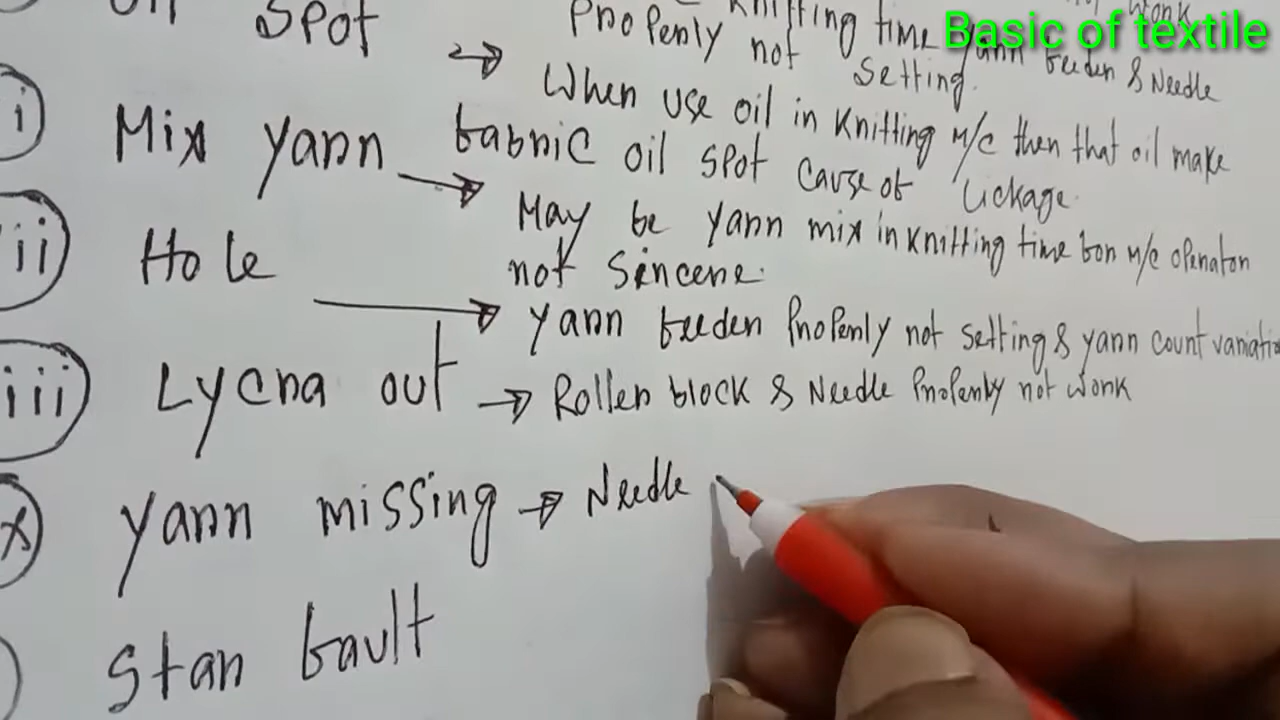 Knitting time yarn feeder & Needle
Basic of textile
Oil Spot → Properly not setting.
When use oil in Knitting m/c then that oil make
fabric oil spot cause of lickage.
i Mix yarn → May be yarn mix in knitting time for m/c operator
not sincere.
ii Hole → yarn feeder Properly not setting & yarn count variatio
iii Lycra out → Roller block & Needle Properly not work
x yarn missing → Needle
Star fault